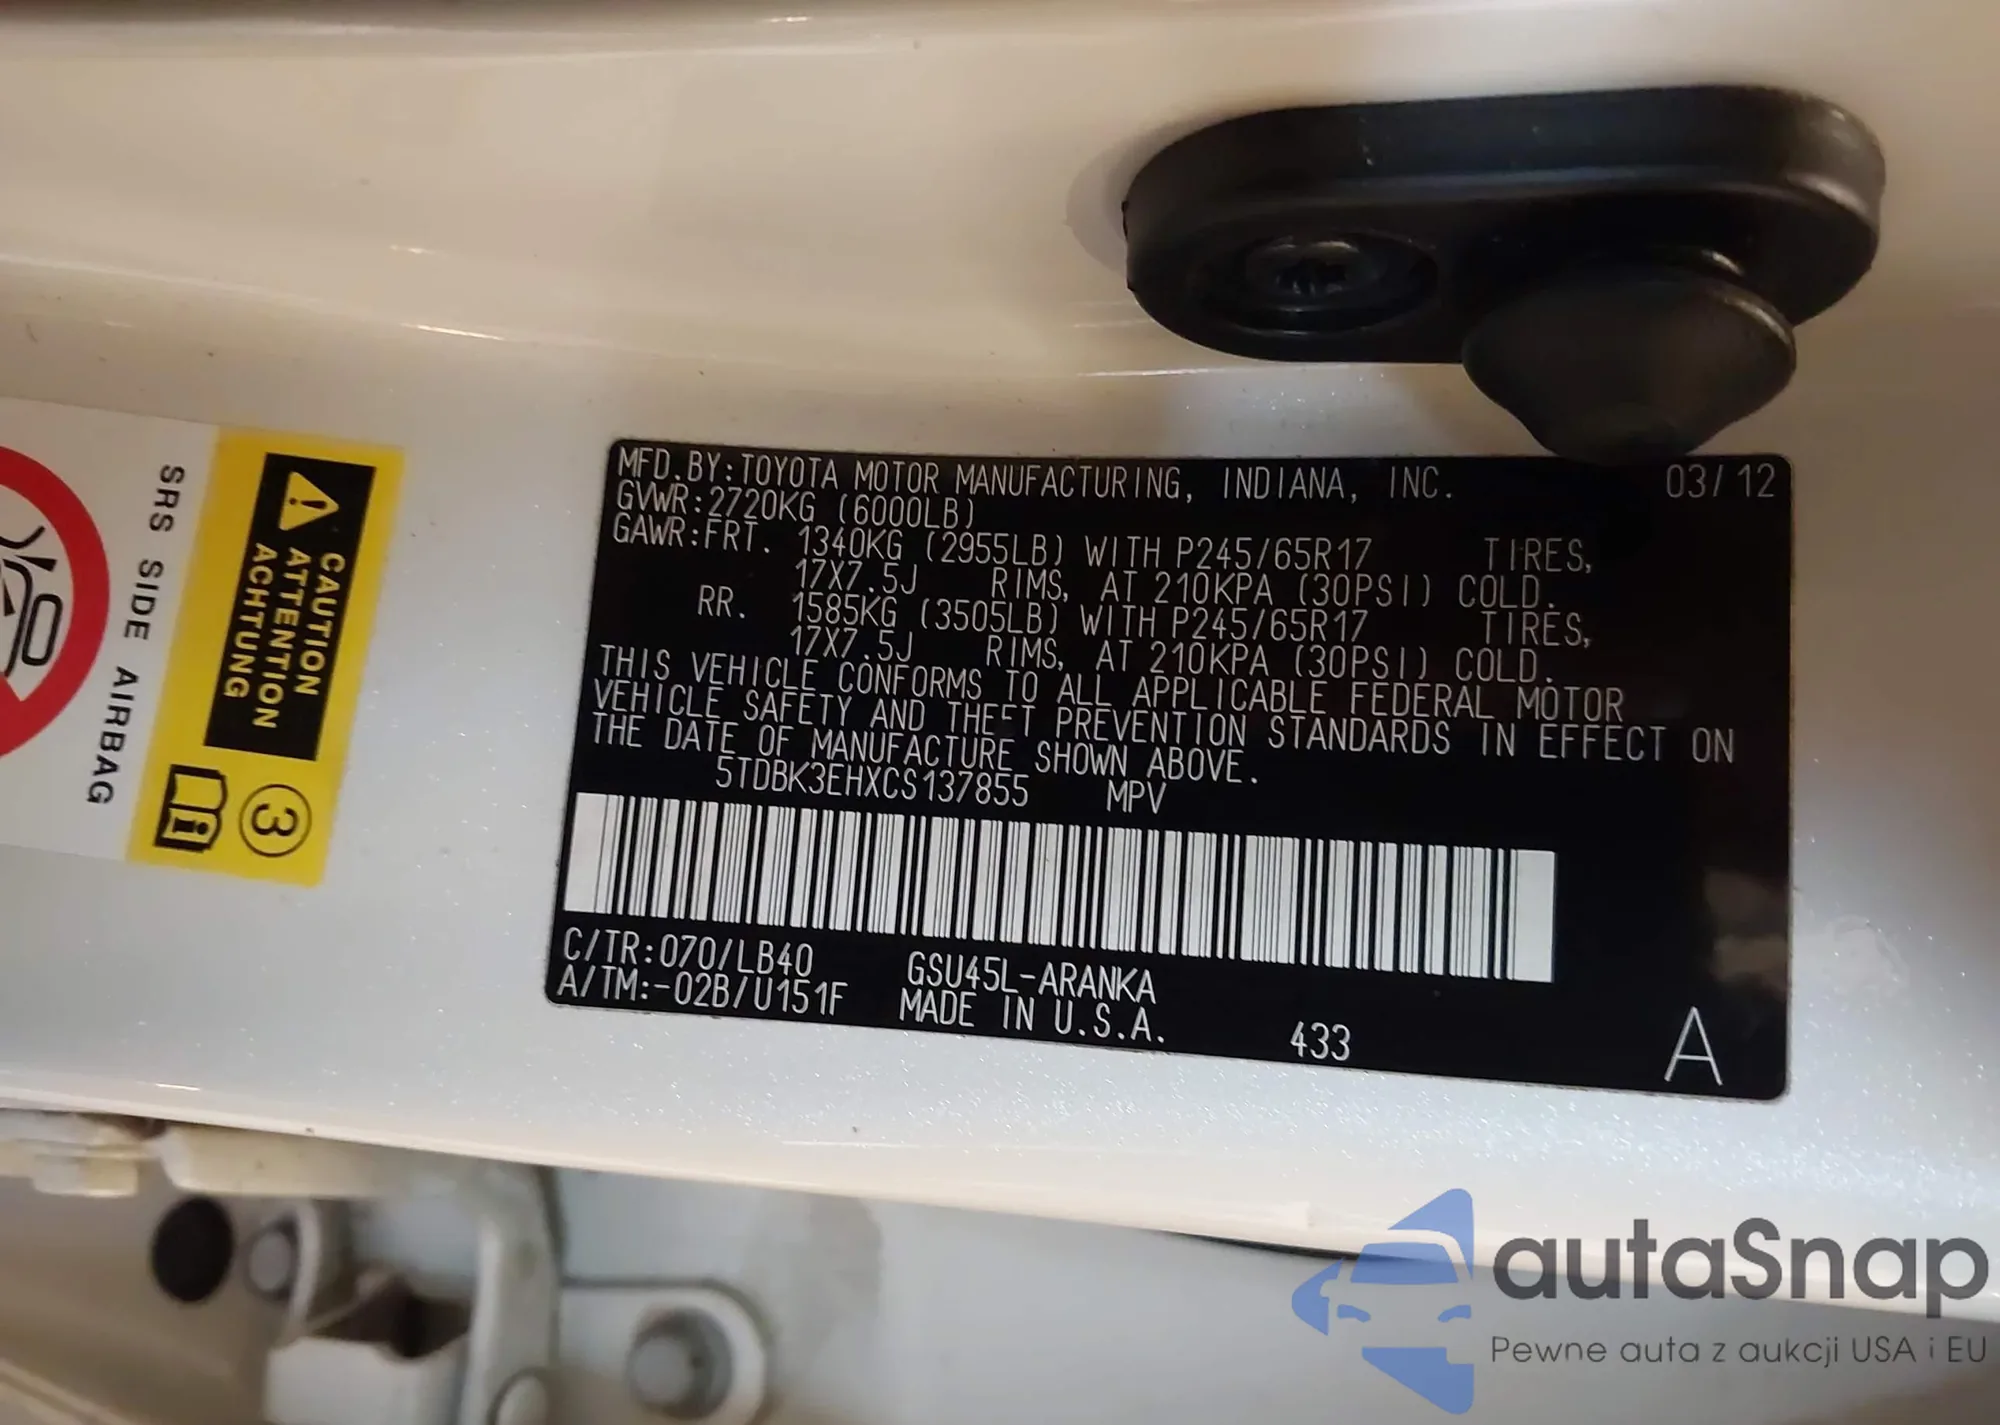 MFD.BY:TOYOTA MOTOR MANUFACTURING, INDIANA, INC. 03/12
GVWR:2720KG (6000LB)
GAWR:FRT. 1340KG (2955LB) WITH P245/65R17 TIRES,
17X7.5J RIMS, AT 210KPA (30PSI) COLD.
RR. 1585KG (3505LB) WITH P245/65R17 TIRES,
17X7.5J RIMS, AT 210KPA (30PSI) COLD.
THIS VEHICLE CONFORMS TO ALL APPLICABLE FEDERAL MOTOR
VEHICLE SAFETY AND THEFT PREVENTION STANDARDS IN EFFECT ON
THE DATE OF MANUFACTURE SHOWN ABOVE.
5TDBK3EHXCS137855 MPV
C/TR:070/LB40 GSU45L-ARANKA
A/TM:-02B/U151F MADE IN U.S.A. 433 A
CAUTION
ATTENTION
ACHTUNG
3
SRS SIDE AIRBAG
autaSnap
Pewne auta z aukcji USA i EU